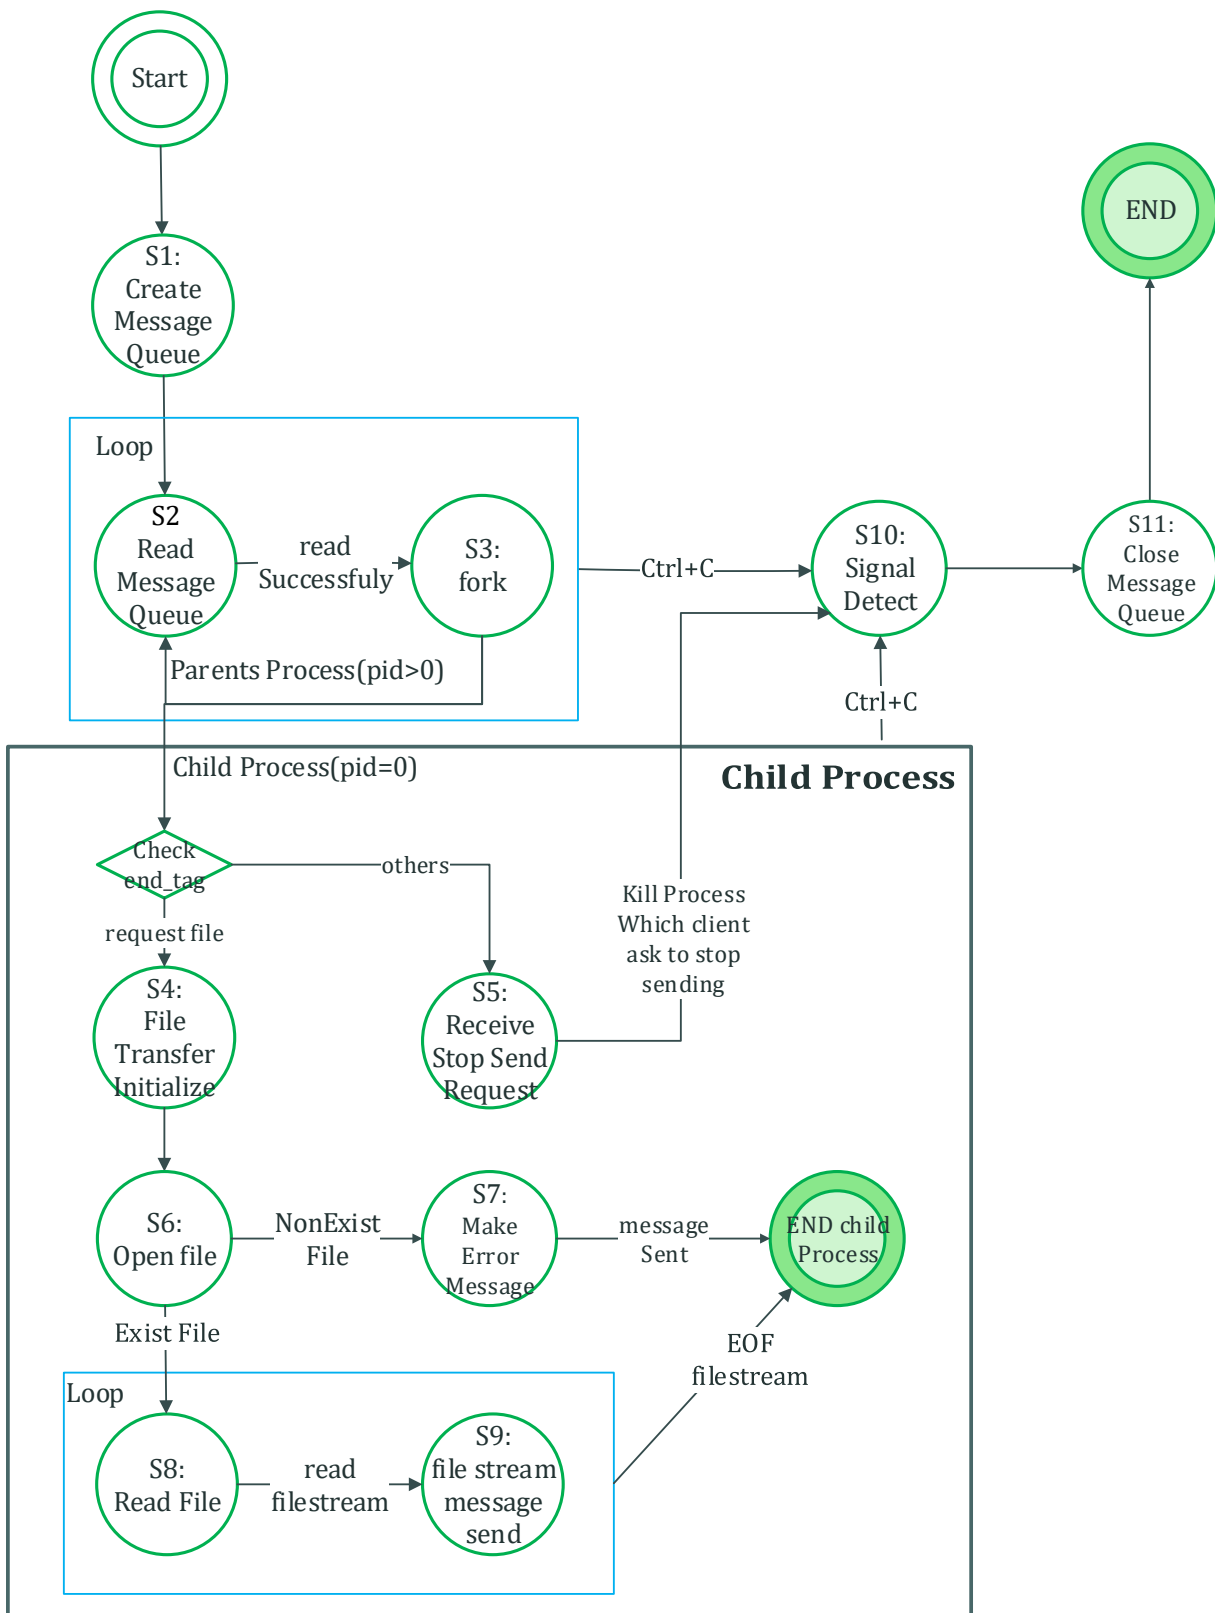 Start
END
S1:
Create
Message
Queue
Loop
S2
Read
Message
Queue
read
Successfuly
S3:
fork
Ctrl+C
S10:
Signal
Detect
S11:
Close
Message
Queue
Parents Process(pid>0)
Ctrl+C
Child Process(pid=0)
Child Process
Check
end_tag
others
request file
Kill Process
Which client
ask to stop
sending
S4:
File
Transfer
Initialize
S5:
Receive
Stop Send
Request
S6:
Open file
NonExist
File
S7:
Make
Error
Message
message
Sent
END child
Process
Exist File
EOF
filestream
Loop
S8:
Read File
read
filestream
S9:
file stream
message
send